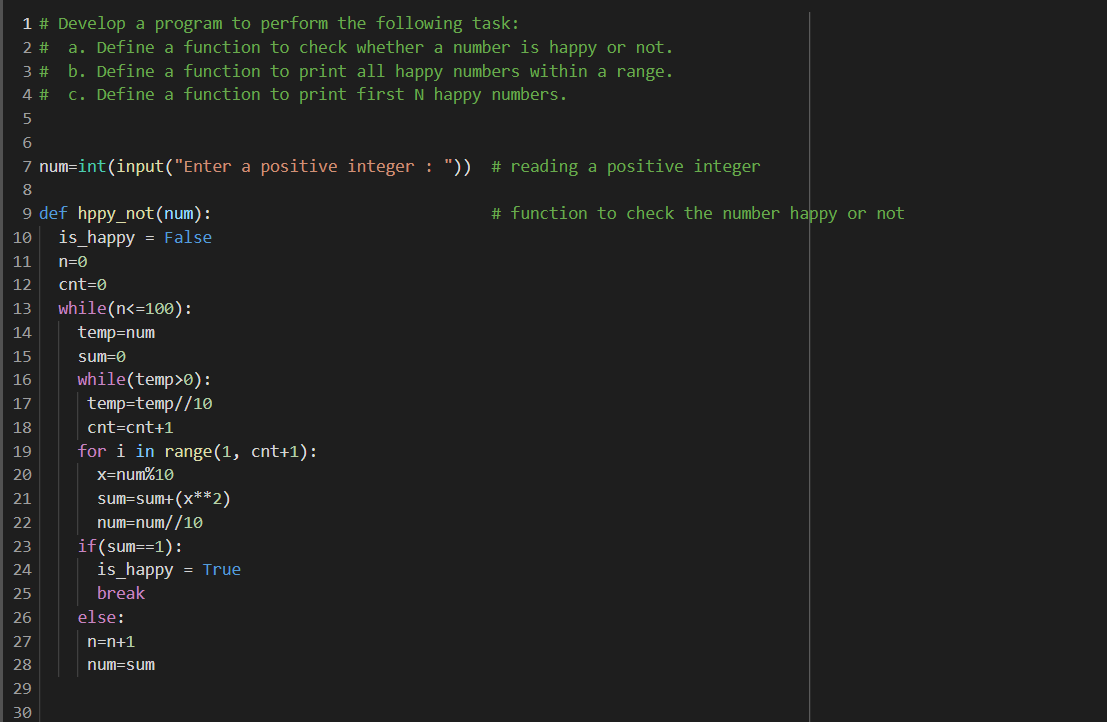 1 # Develop a program to perform the following task:
2 #  a. Define a function to check whether a number is happy or not.
3 #  b. Define a function to print all happy numbers within a range.
4 #  c. Define a function to print first N happy numbers.
5
6
7 num=int(input("Enter a positive integer : "))  # reading a positive integer
8
9 def hppy_not(num):                             # function to check the number happy or not
10   is_happy = False
11   n=0
12   cnt=0
13   while(n<=100):
14     temp=num
15     sum=0
16     while(temp>0):
17      temp=temp//10
18      cnt=cnt+1
19     for i in range(1, cnt+1):
20       x=num%10
21       sum=sum+(x**2)
22       num=num//10
23     if(sum==1):
24       is_happy = True
25       break
26     else:
27      n=n+1
28      num=sum
29
30